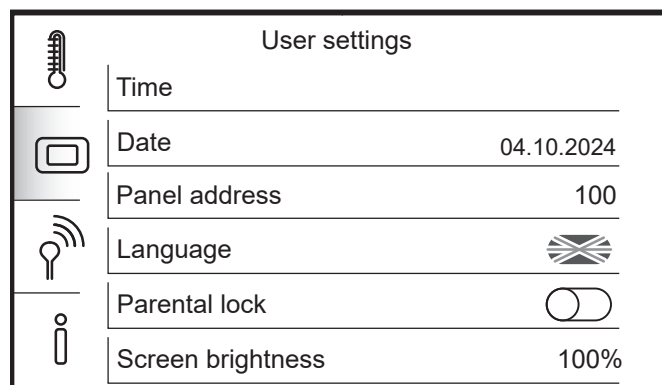 User settings
Time
Date 04.10.2024
Panel address 100
Language
Parental lock
Screen brightness 100%